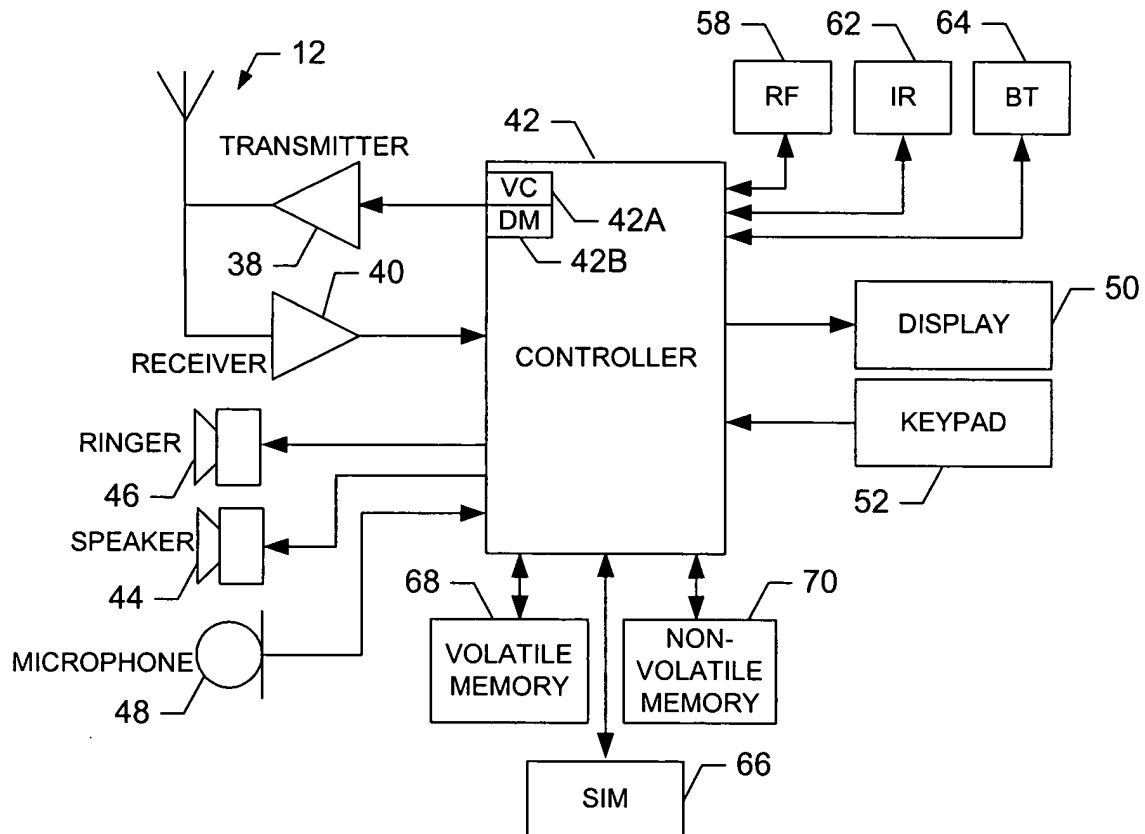 58
62
64
12
RF
IR
BT
TRANSMITTER
42
VC
DM
42A
42B
38
40
50
DISPLAY
RECEIVER
CONTROLLER
KEYPAD
RINGER
46
52
SPEAKER
44
68
70
MICROPHONE
48
VOLATILE
MEMORY
NON-
VOLATILE
MEMORY
66
SIM